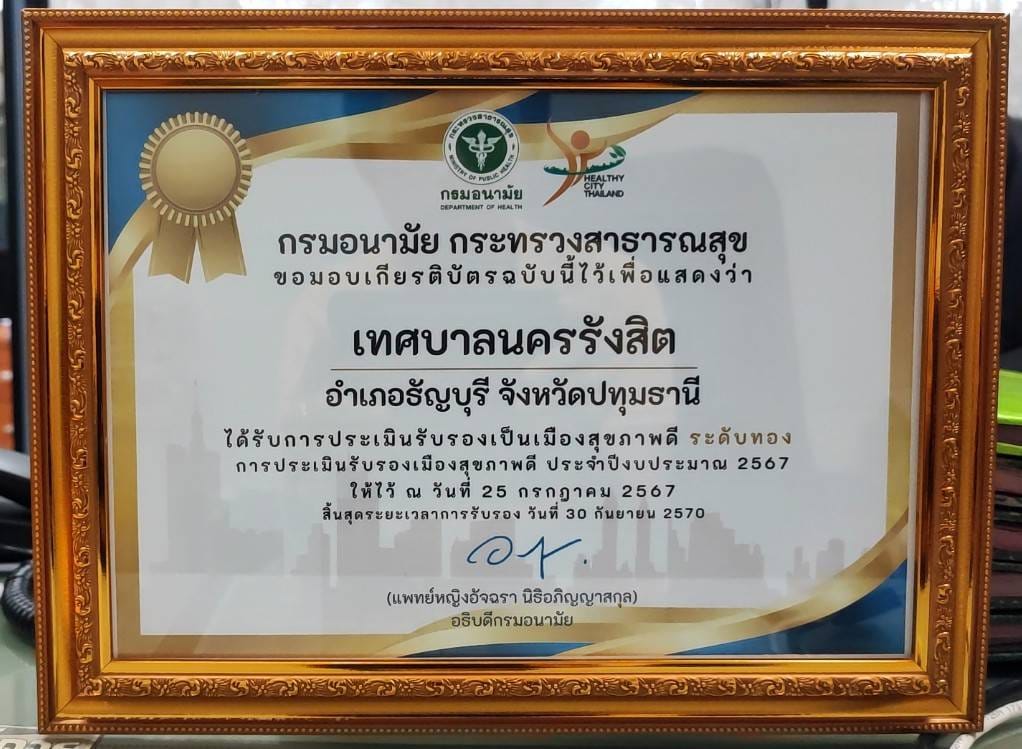 กระทรวงสาธารณสุข
MINISTRY OF PUBLIC HEALTH
กรมอนามัย
DEPARTMENT OF HEALTH
HEALTHY
CITY
THAILAND
กรมอนามัย กระทรวงสาธารณสุข
ขอมอบเกียรติบัตรฉบับนี้ไว้เพื่อแสดงว่า
เทศบาลนครรังสิต
อำเภอธัญบุรี จังหวัดปทุมธานี
ได้รับการประเมินรับรองเป็นเมืองสุขภาพดี ระดับทอง
การประเมินรับรองเมืองสุขภาพดี ประจำปีงบประมาณ 2567
ให้ไว้ ณ วันที่ 25 กรกฎาคม 2567
สิ้นสุดระยะเวลาการรับรอง วันที่ 30 กันยายน 2570
(แพทย์หญิงอัจฉรา นิธิอภิญญาสกุล)
อธิบดีกรมอนามัย